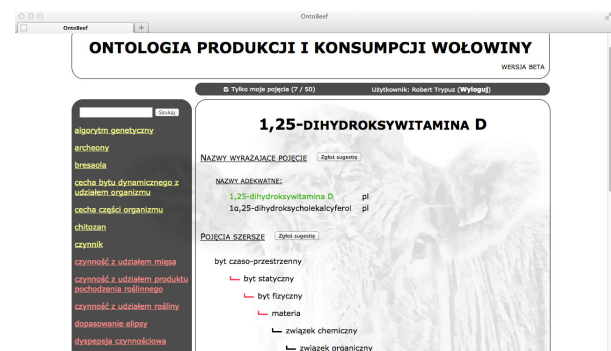 OntoBeef
OntoBeef
+
ONTOLOGIA PRODUKCJI I KONSUMPCJI WOŁOWINY
WERSJA BETA
Tylko moje pojęcia (7 / 50)
Użytkownik: Robert Trypuz (Wyloguj)
Szukaj
algorytm genetyczny
archeony
bresaola
cecha bytu dynamicznego z
udziałem organizmu
cecha części organizmu
chitozan
czynnik
czynność z udziałem mięsa
czynność z udziałem produktu
pochodzenia roślinnego
czynność z udziałem rośliny
dopasowanie elipsy
dyspepsja czynnościowa
1,25-DIHYDROKSYWITAMINA D
NAZWY WYRAŻAJĄCE POJĘCIE Zgłoś sugestię
NAZWY ADEKWATNE:
1,25-dihydroksywitamina D pl
1α,25-dihydroksycholekalcyferol pl
POJĘCIA SZERSZE Zgłoś sugestię
byt czaso-przestrzenny
byt statyczny
byt fizyczny
materia
związek chemiczny
związek organiczny